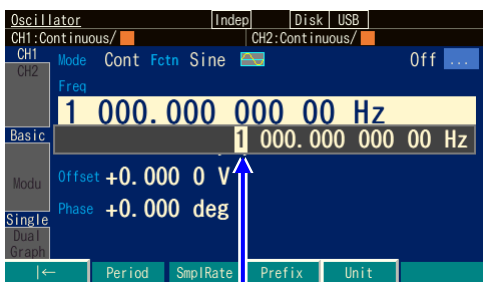 Oscillator Indep Disk USB
CH1:Continuous/ CH2:Continuous/
CH1 Mode Cont Fctn Sine Off ...
CH2
Freq
1 000.000 000 00 Hz
Basic 1 000.000 000 00 Hz
Modu Offset +0.000 0 V
Phase +0.000 deg
Single
Dual
Graph
|← Period SmplRate Prefix Unit